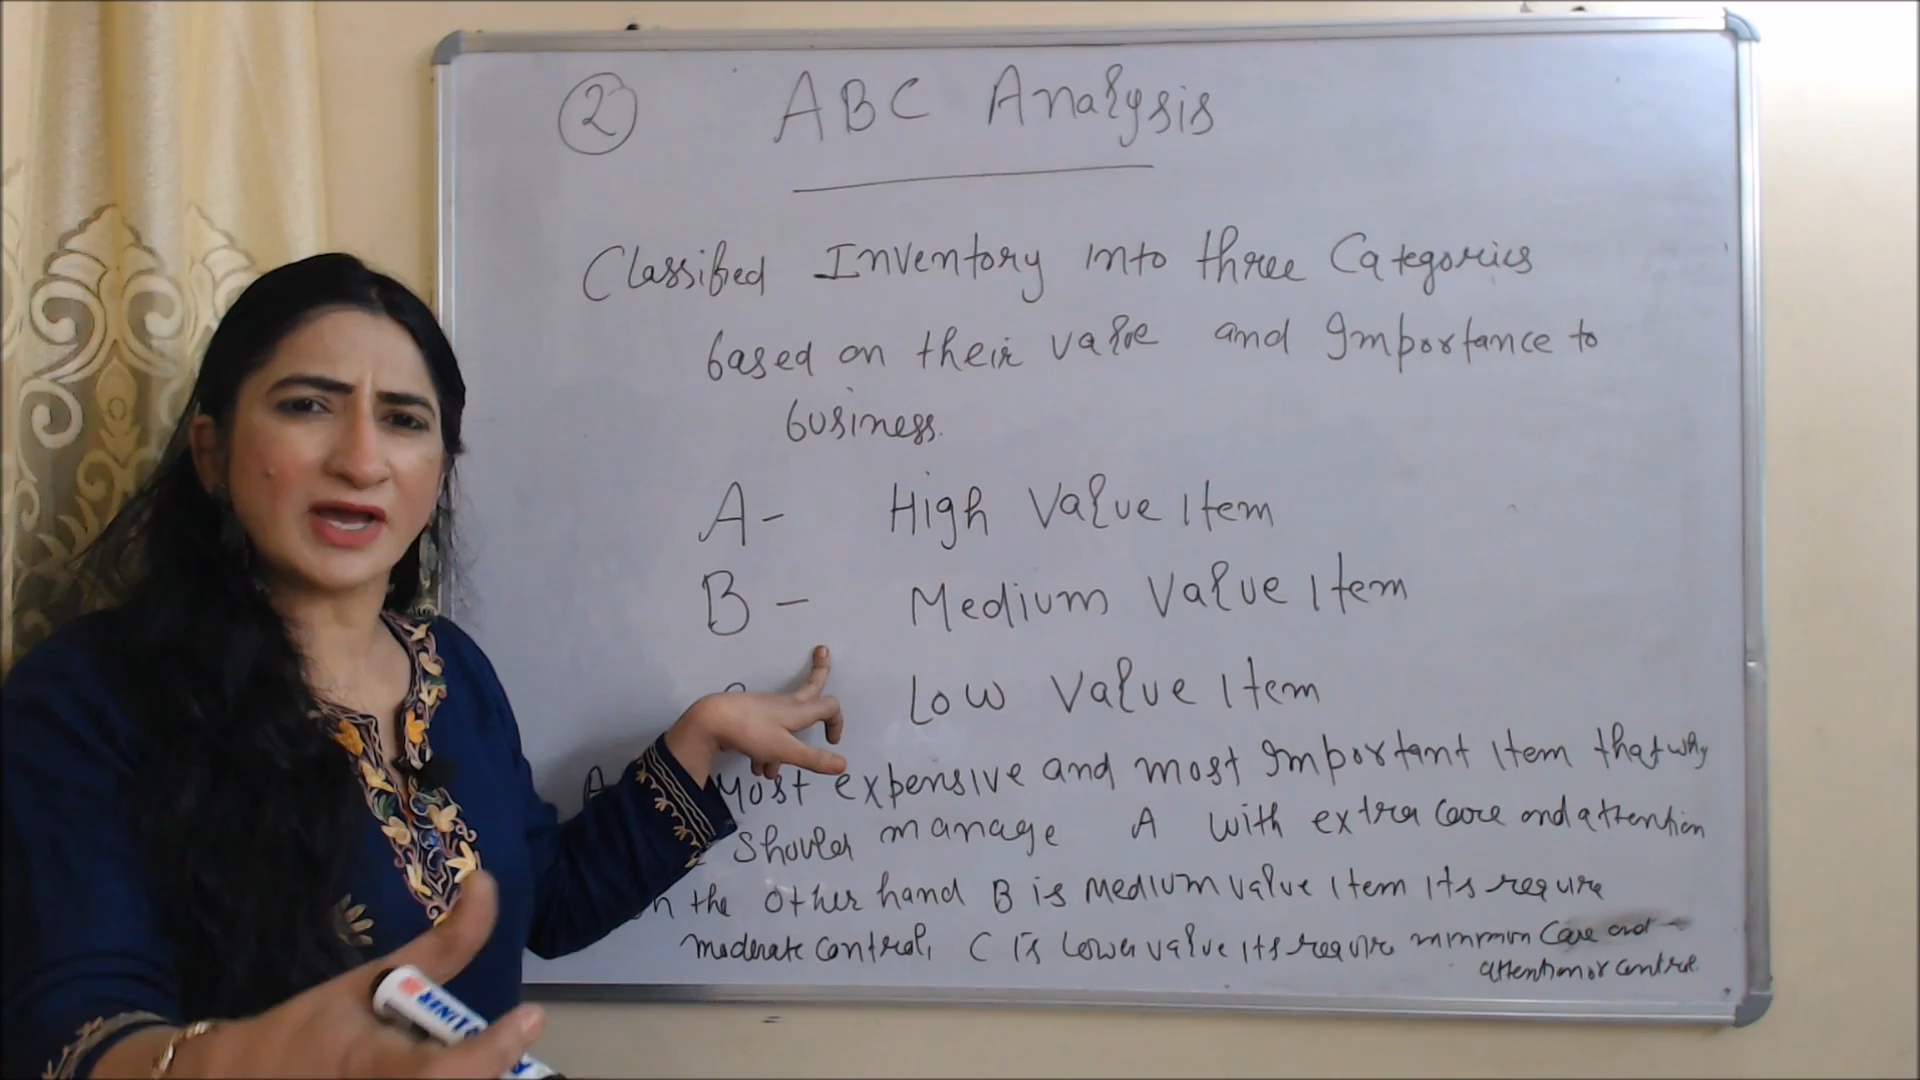 2 ABC Analysis
Classified Inventory into three Categories
based on their value and Importance to
business.
A- High Value Item
B - Medium Value Item
Low Value Item
A Most expensive and most Important Item that why
should manage A with extra Care and attention
the other hand B is Medium value Item Its require
moderate control, C is Lower value Its require minimum Care and -
attention or control.